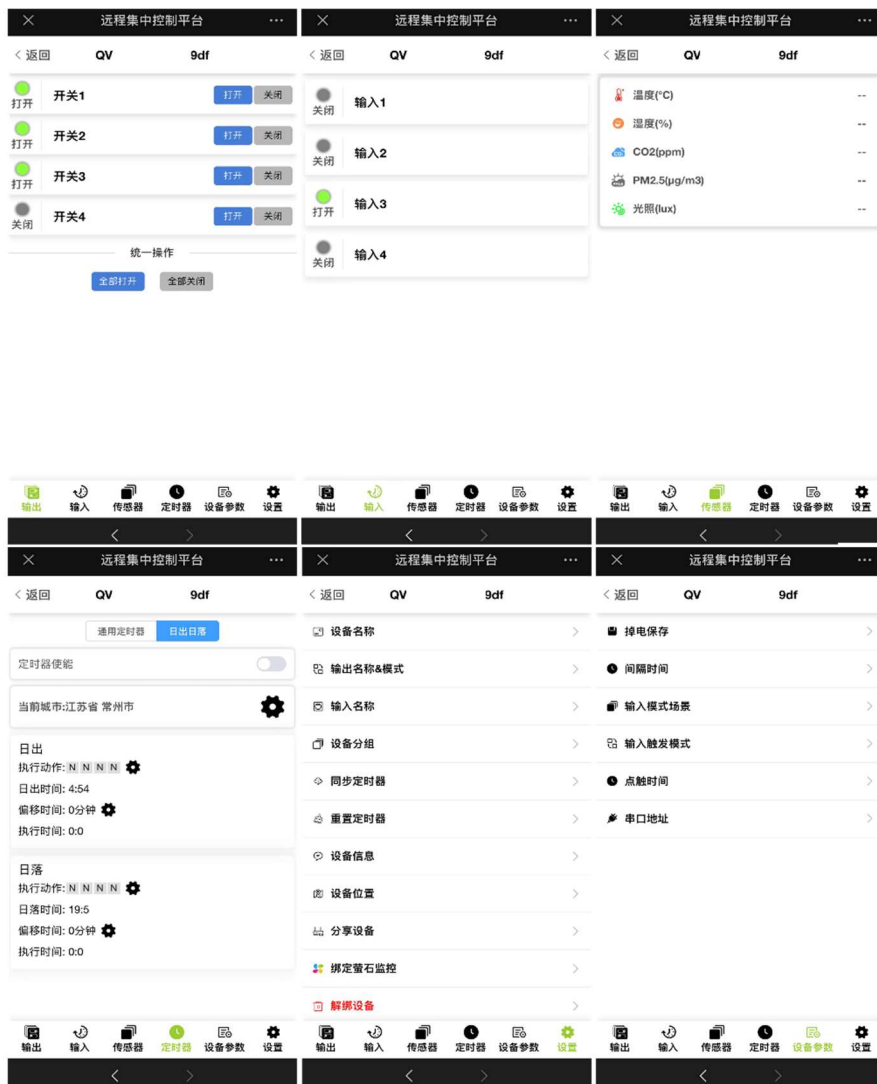 远程集中控制平台 ...
<返回 QV 9df
打开 开关1 打开 关闭
打开 开关2 打开 关闭
打开 开关3 打开 关闭
关闭 开关4 打开 关闭
统一操作
全部打开 全部关闭
输出 输入 传感器 定时器 设备参数 设置
远程集中控制平台 ...
<返回 QV 9df
关闭 输入1
关闭 输入2
打开 输入3
关闭 输入4
输出 输入 传感器 定时器 设备参数 设置
远程集中控制平台 ...
<返回 QV 9df
温度(°C) --
湿度(%) --
CO2(ppm) --
PM2.5(μg/m3) --
光照(lux) --
输出 输入 传感器 定时器 设备参数 设置
远程集中控制平台 ...
<返回 QV 9df
通用定时器 日出日落
定时器使能
当前城市:江苏省 常州市
日出
执行动作: N N N N
日出时间: 4:54
偏移时间: 0分钟
执行时间: 0:0
日落
执行动作: N N N N
日落时间: 19:5
偏移时间: 0分钟
执行时间: 0:0
输出 输入 传感器 定时器 设备参数 设置
远程集中控制平台 ...
<返回 QV 9df
设备名称
输出名称&模式
输入名称
设备分组
同步定时器
重置定时器
设备信息
设备位置
分享设备
绑定萤石监控
解绑设备
输出 输入 传感器 定时器 设备参数 设置
远程集中控制平台 ...
<返回 QV 9df
掉电保存
间隔时间
输入模式场景
输入触发模式
点触时间
串口地址
输出 输入 传感器 定时器 设备参数 设置